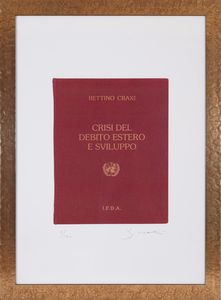 BETTINO CRAXI
CRISI DEL
DEBITO ESTERO
E SVILUPPO
I.F.D.A.